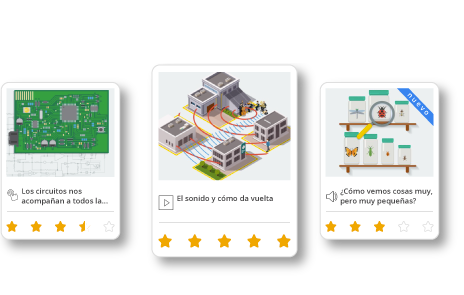 nuevo
Los circuitos nos
acompañan a todos la...
El sonido y cómo da vuelta
¿Cómo vemos cosas muy,
pero muy pequeñas?